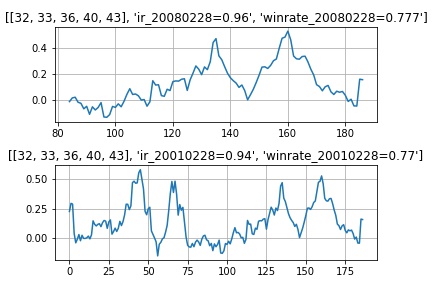 [[32, 33, 36, 40, 43], 'ir_20080228=0.96', 'winrate_20080228=0.777']
0.4
0.2
0.0
80 100 120 140 160 180
[[32, 33, 36, 40, 43], 'ir_20010228=0.94', 'winrate_20010228=0.77']
0.50
0.25
0.00
0 25 50 75 100 125 150 175